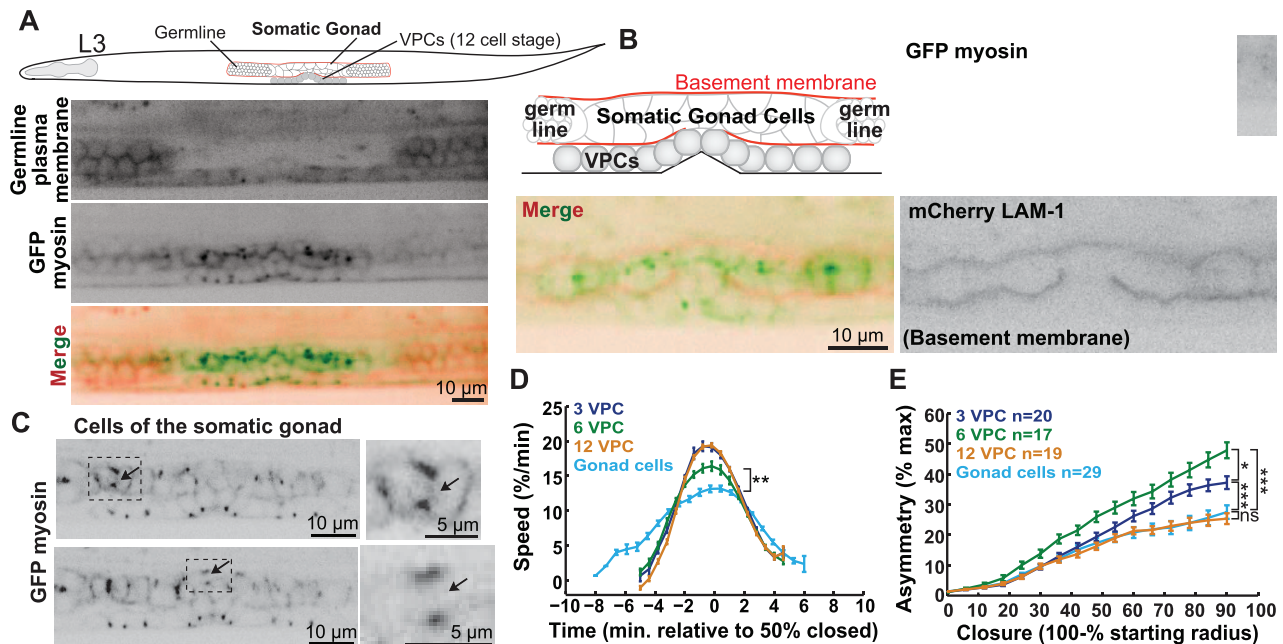 A
L3
Germline
Somatic Gonad
VPCs (12 cell stage)
Germline
plasma
membrane
GFP
myosin
Merge
10 µm
B
GFP myosin
Basement membrane
germ
line
Somatic Gonad Cells
germ
line
VPCs
Merge
10 µm
mCherry LAM-1
(Basement membrane)
C
Cells of the somatic gonad
GFP myosin
10 µm
5 µm
10 µm
5 µm
D
3 VPC
6 VPC
12 VPC
Gonad cells
**
Speed (%/min)
25
20
15
10
5
0
−10 −8 −6 −4 −2 0 2 4 6 8 10
Time (min. relative to 50% closed)
E
3 VPC n=20
6 VPC n=17
12 VPC n=19
Gonad cells n=29
*
***
***
ns
Asymmetry (% max)
60
50
40
30
20
10
0
0 10 20 30 40 50 60 70 80 90 100
Closure (100-% starting radius)